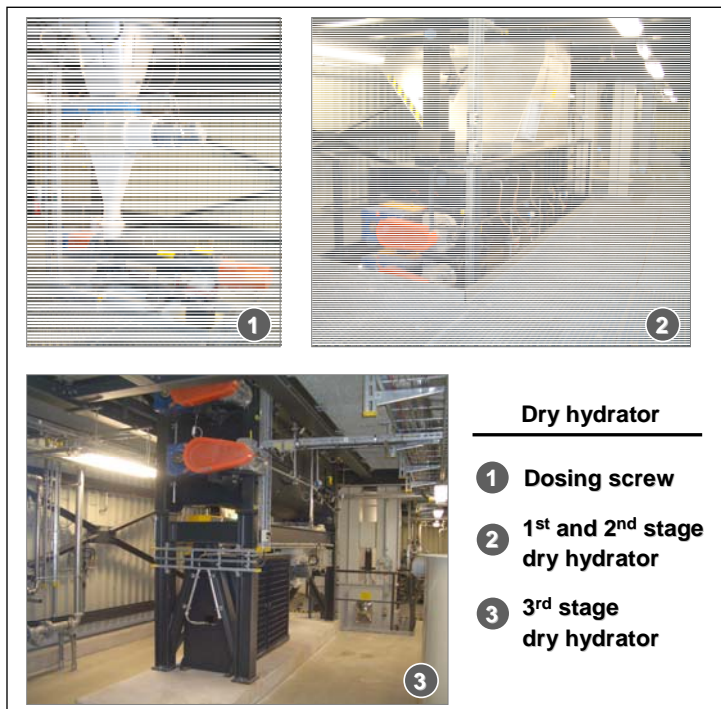 1
2
3
Dry hydrator
1 Dosing screw
2 1st and 2nd stage
dry hydrator
3 3rd stage
dry hydrator